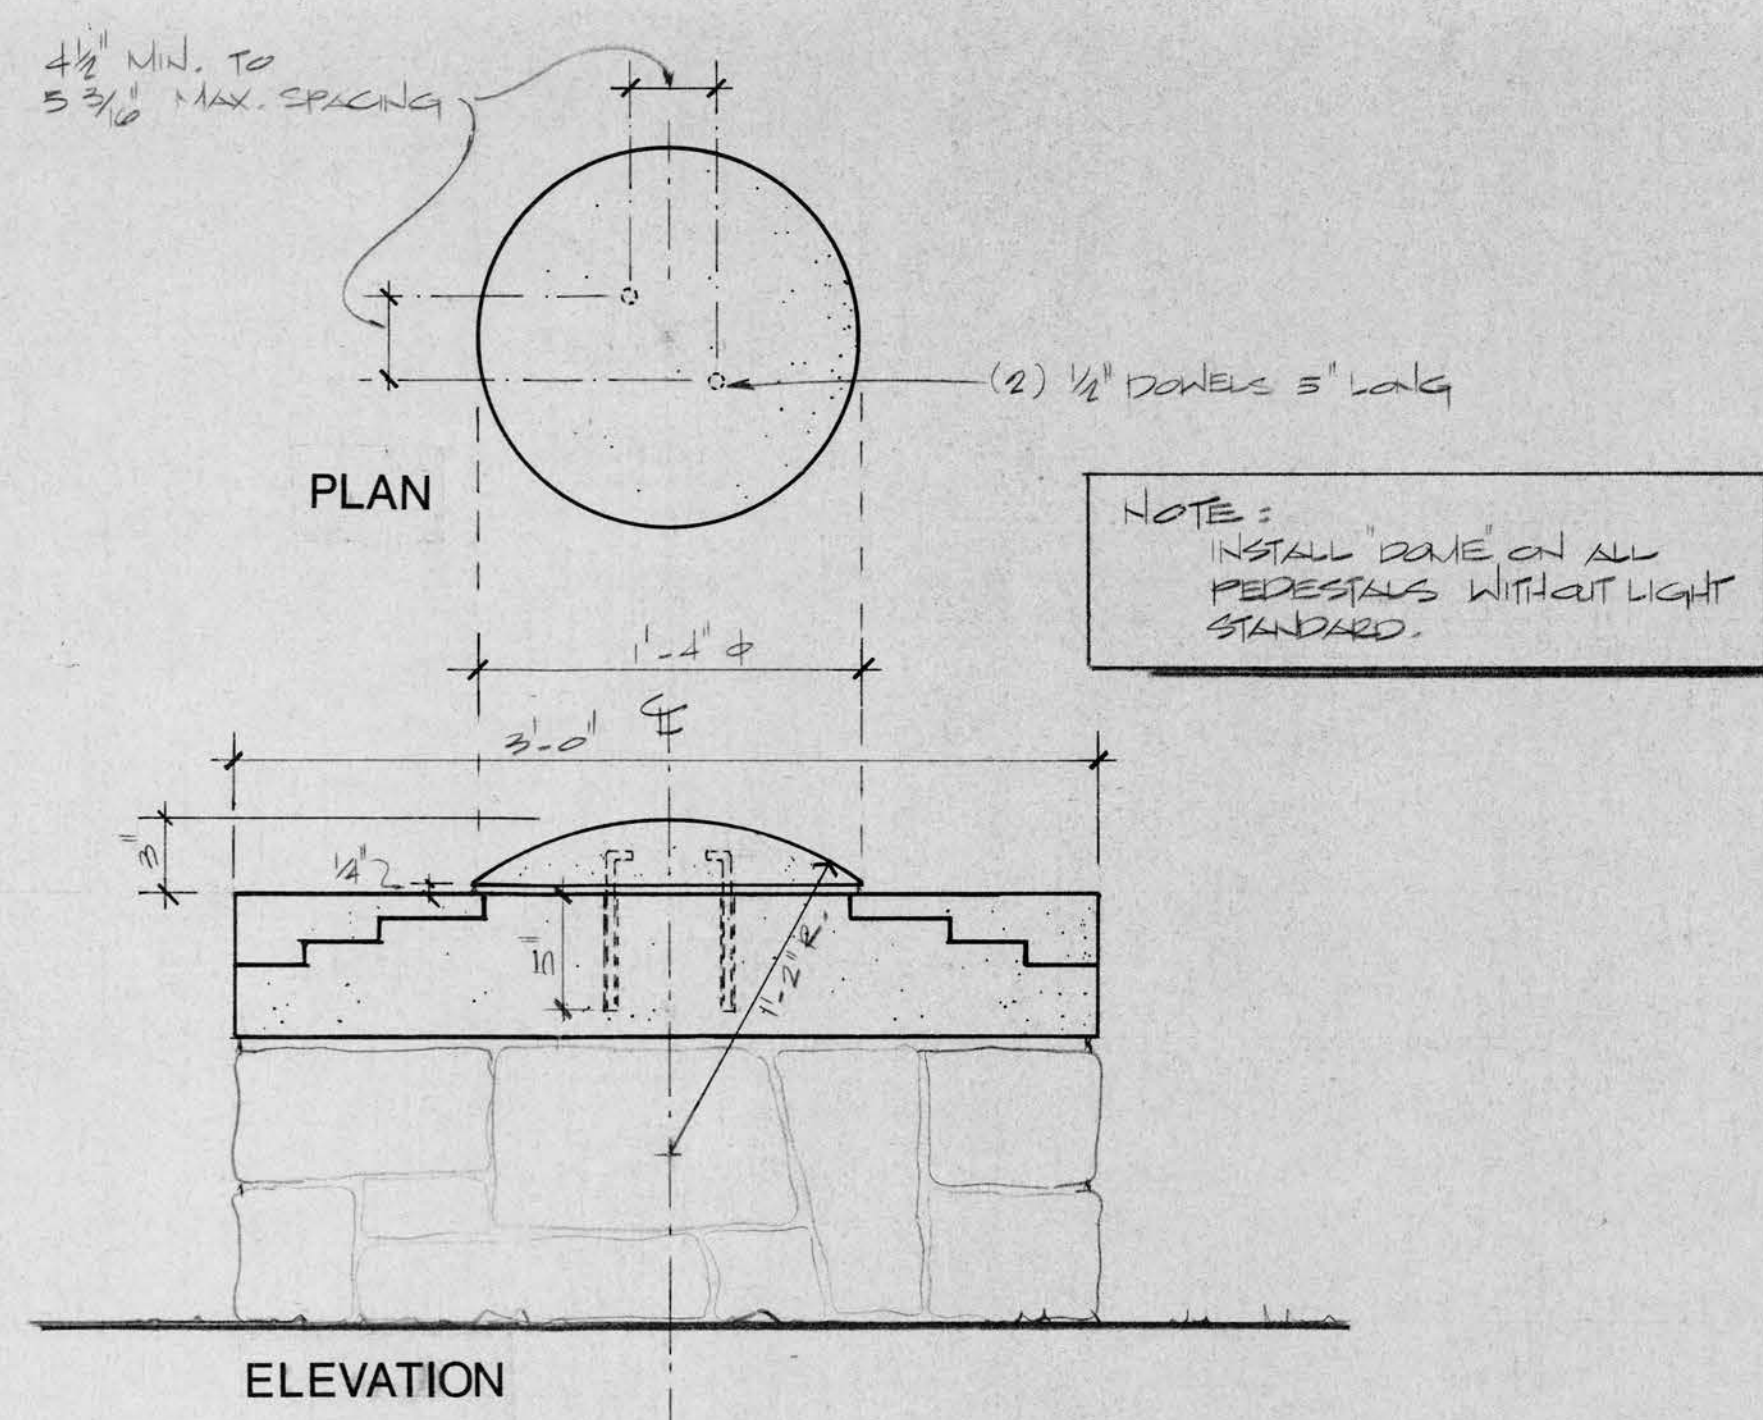 4½" MIN. TO
5 3/16" MAX. SPACING
(2) ½" DOWELS 5" LONG
PLAN
NOTE:
INSTALL "DOME" ON ALL
PEDESTALS WITHOUT LIGHT
STANDARD.
1'-4" ϕ
℄
3'-0"
3"
¼"
5"
1'-2" R.
ELEVATION